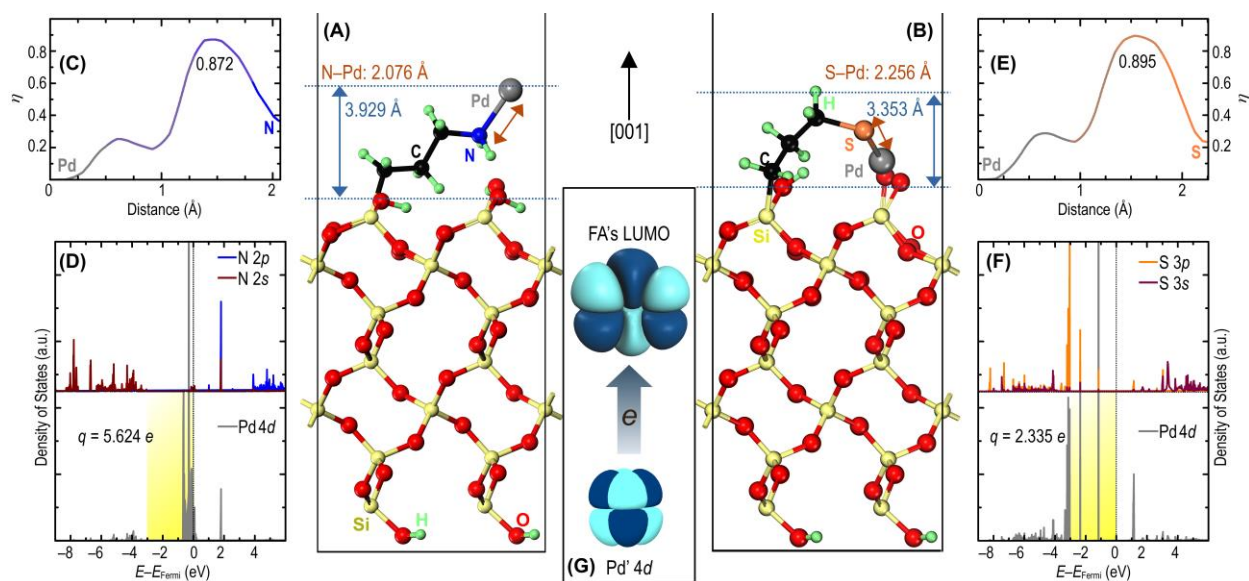 (C)
η
0.8
0.6
0.4
0.2
0
0.872
Pd
N
0
1
2
Distance (Å)
(A)
N–Pd: 2.076 Å
3.929 Å
Pd
C
N
Si
H
O
[001]
(B)
S–Pd: 2.256 Å
3.353 Å
H
S
C
Pd
Si
O
(E)
0.8
0.6
0.4
0.2
0
η
0.895
Pd
S
0
1
2
Distance (Å)
(D)
N 2p
N 2s
Density of States (a.u.)
q = 5.624 e
Pd 4d
–8 –6 –4 –2 0 2 4
E–EFermi (eV)
FA's LUMO
e
(G)
Pd' 4d
(F)
S 3p
S 3s
Density of States (a.u.)
q = 2.335 e
Pd 4d
–8 –6 –4 –2 0 2 4
E–EFermi (eV)